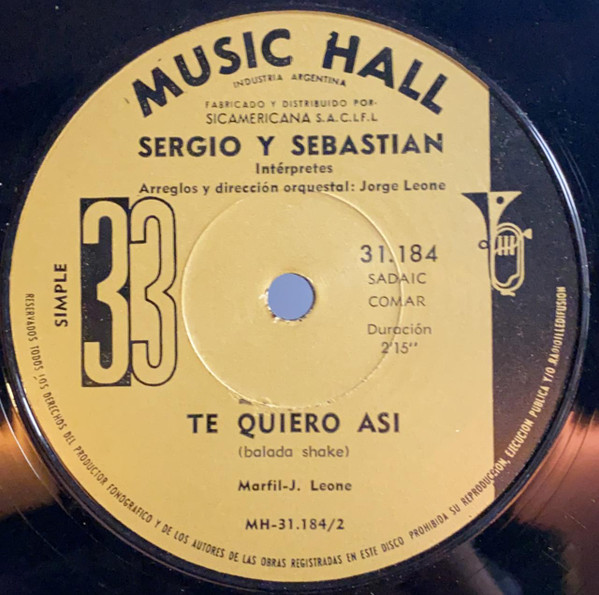 MUSIC HALL
INDUSTRIA ARGENTINA
FABRICADO Y DISTRIBUIDO POR-
SICAMERICANA S.A.C.I.F.I.
SERGIO Y SEBASTIAN
Intérpretes
Arreglos y dirección orquestal: Jorge Leone
SIMPLE
33
31.184
SADAIC
COMAR
Duración
2'15''
TE QUIERO ASI
(balada shake)
Marfil-J. Leone
MH-31.184/2
RESERVADOS TODOS LOS DERECHOS DEL PRODUCTOR FONOGRAFICO Y DE LOS AUTORES DE LAS OBRAS REGISTRADAS EN ESTE DISCO PROHIBIDA SU REPRODUCCION, EJECUCION PUBLICA Y/O RADIOTELEDIFUSION